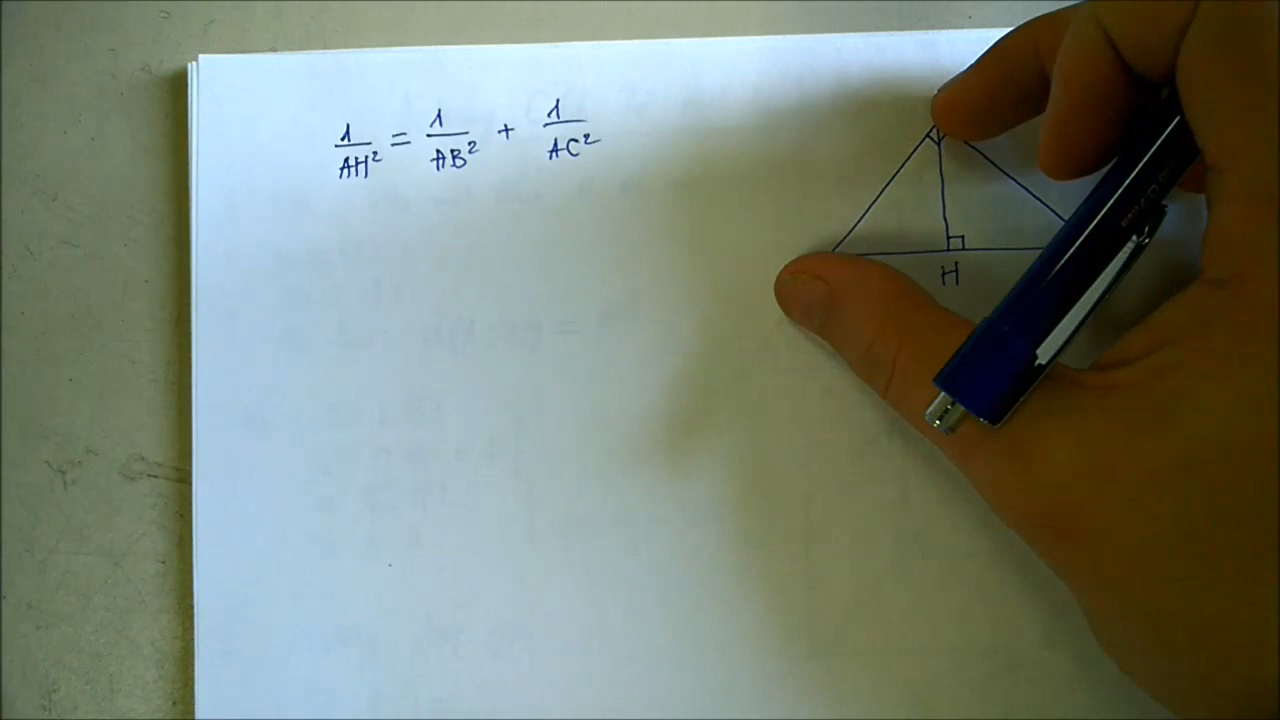 1/AH² = 1/AB² + 1/AC²
H